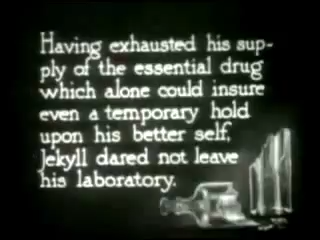 Having exhausted his sup-
ply of the essential drug
which alone could insure
even a temporary hold
upon his better self,
Jekyll dared not leave
his laboratory.